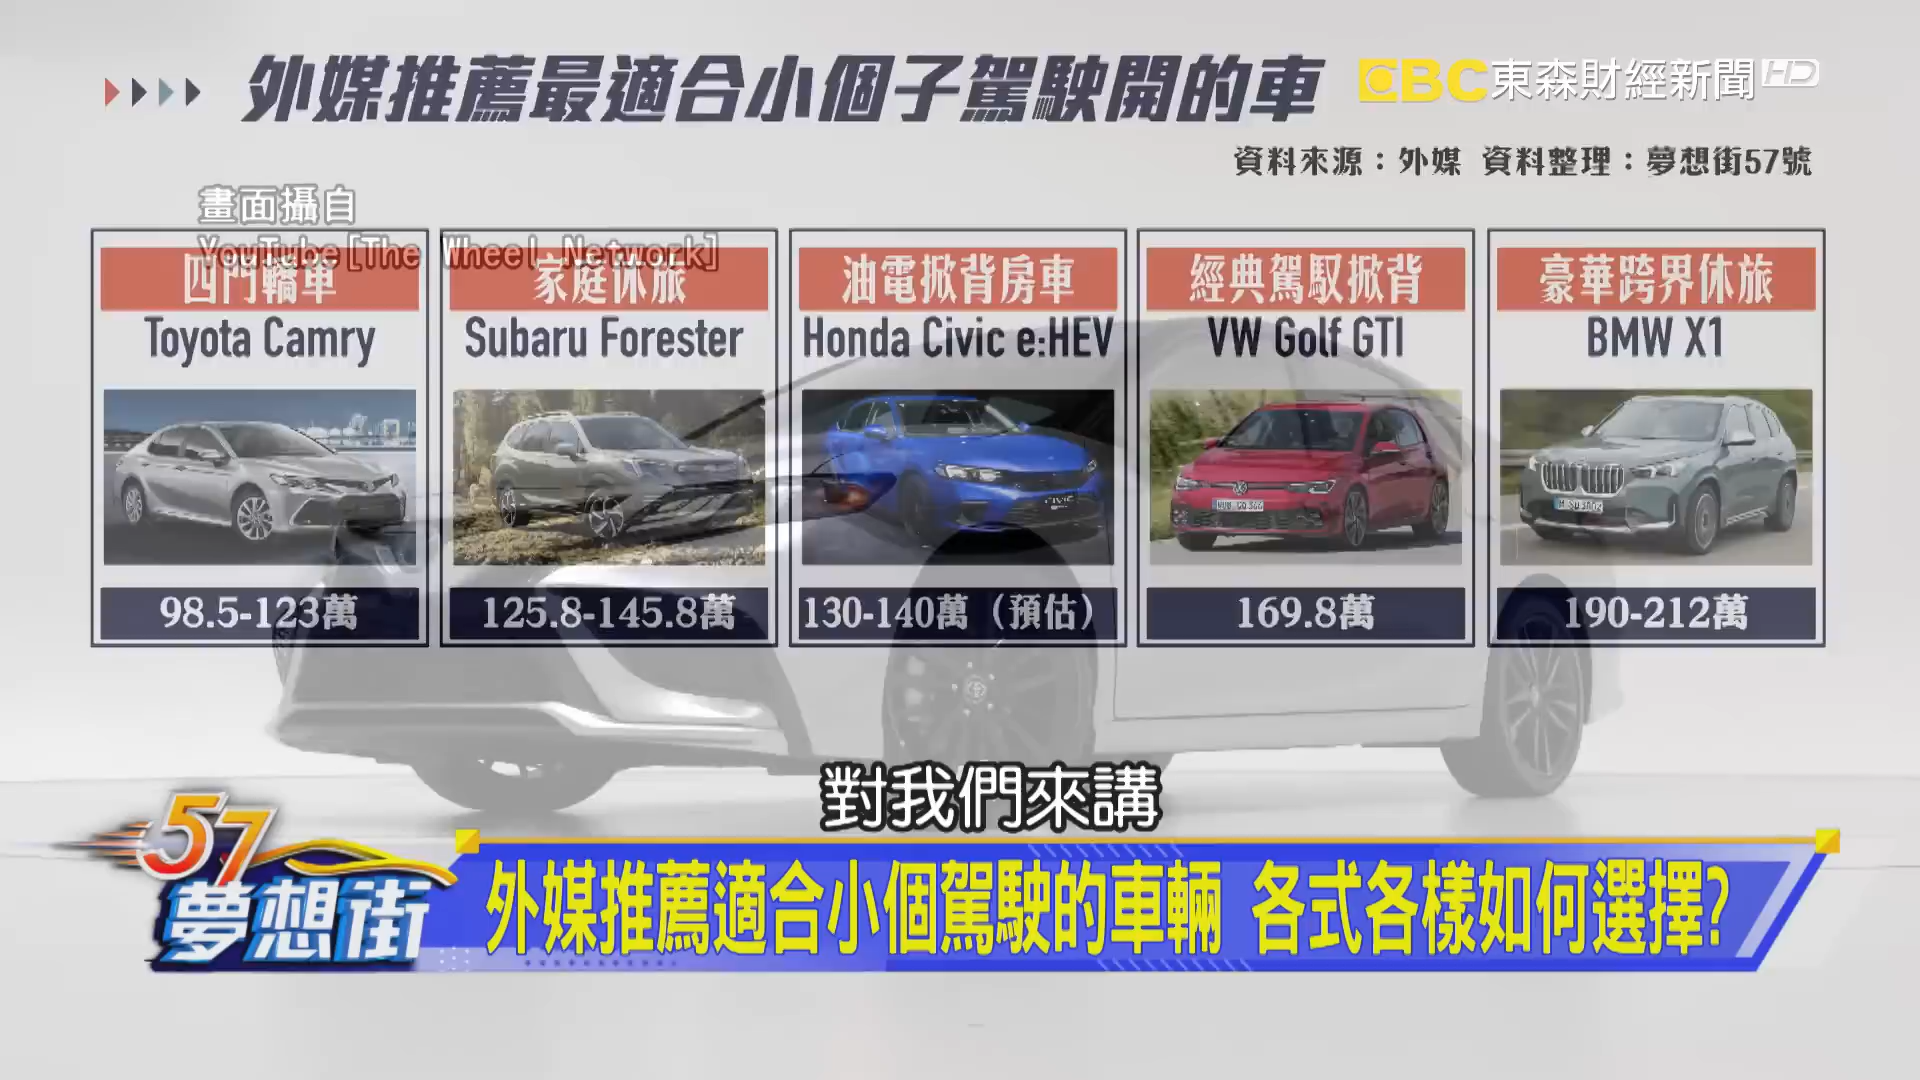 外媒推薦最適合小個子駕駛開的車
EBC東森財經新聞HD
資料來源：外媒 資料整理：夢想街57號
畫面攝自
YouTube[The Wheel Network]
四門轎車
Toyota Camry
98.5-123萬
家庭休旅
Subaru Forester
125.8-145.8萬
油電掀背房車
Honda Civic e:HEV
CIVIC
130-140萬（預估）
經典駕馭掀背
VW Golf GTI
169.8萬
豪華跨界休旅
BMW X1
190-212萬
對我們來講
57夢想街
外媒推薦適合小個駕駛的車輛 各式各樣如何選擇?